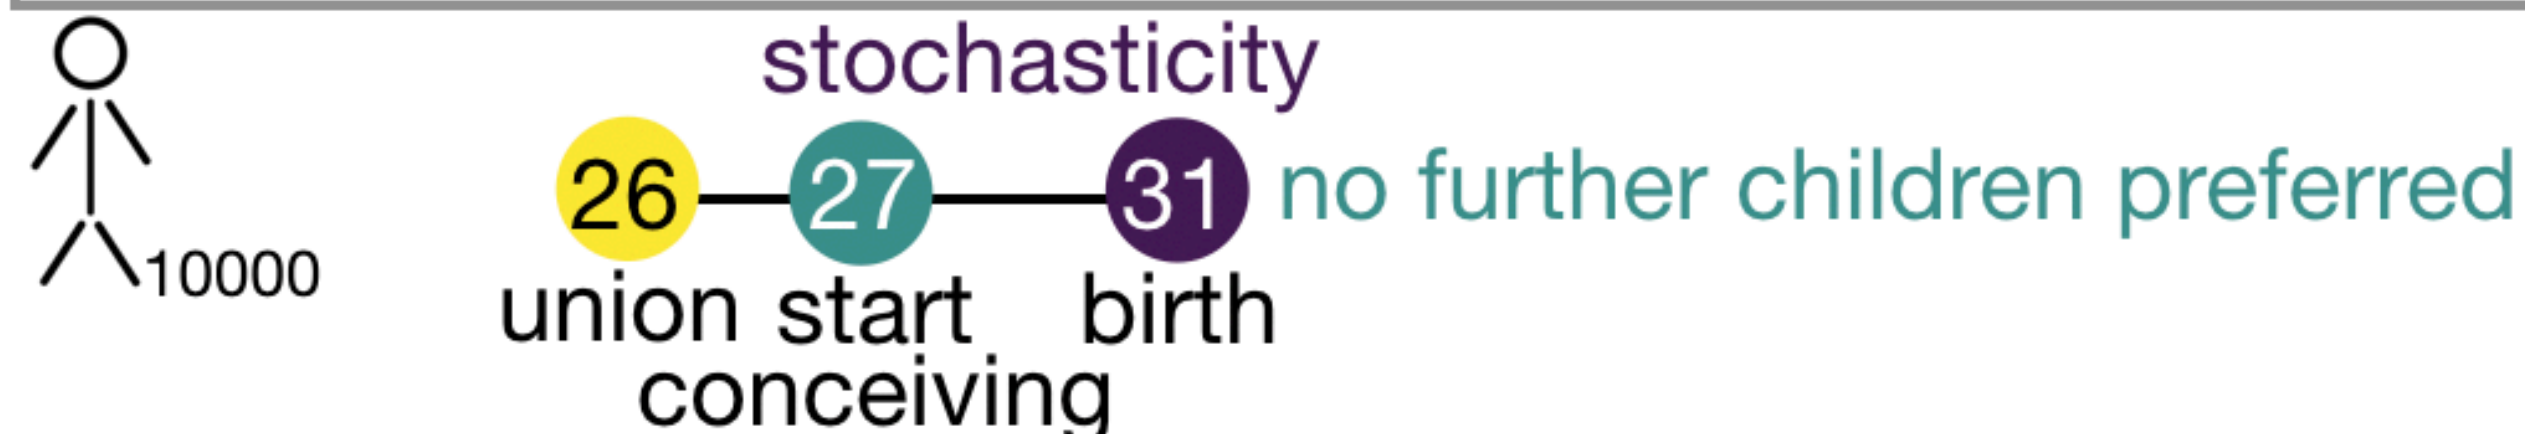 stochasticity
26 27 31 no further children preferred
10000
union start birth
conceiving